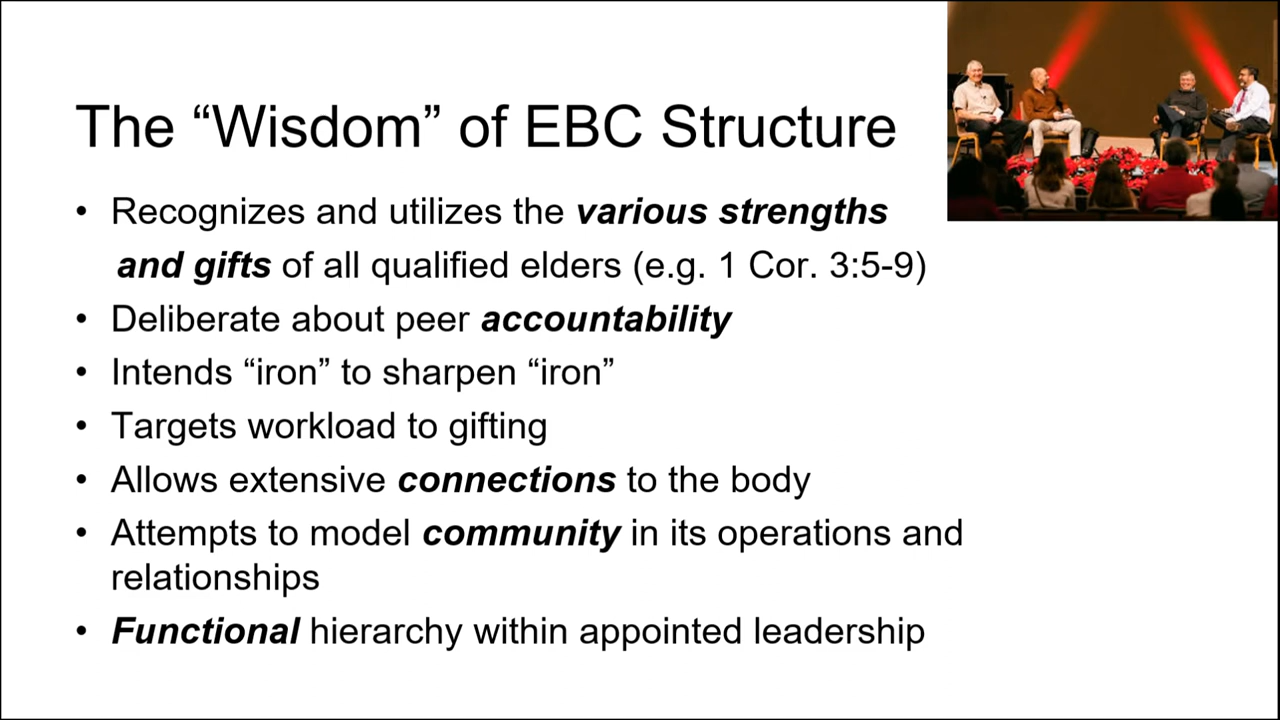 The “Wisdom” of EBC Structure
• Recognizes and utilizes the various strengths
and gifts of all qualified elders (e.g. 1 Cor. 3:5-9)
• Deliberate about peer accountability
• Intends “iron” to sharpen “iron”
• Targets workload to gifting
• Allows extensive connections to the body
• Attempts to model community in its operations and
relationships
• Functional hierarchy within appointed leadership